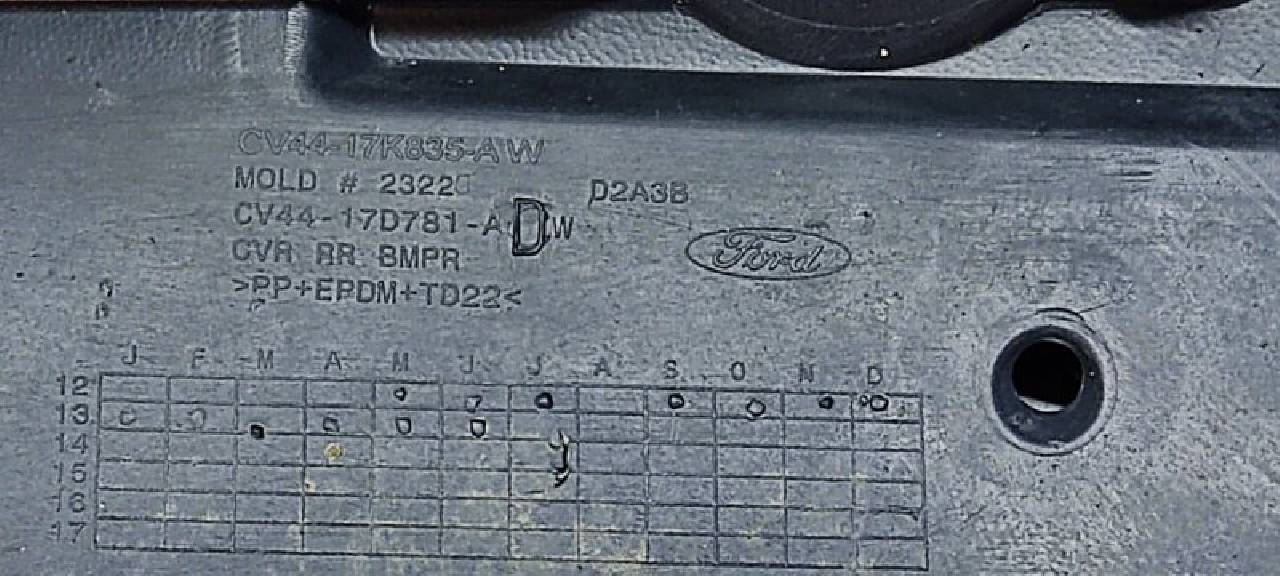 CV44-17K835-AW
MOLD # 2322
D2A3B
CV44-17D781-ADW
Ford
CVR RR BMPR
>PP+EPDM+TD22<
J F M A M J J A S O N D
12
13
14
15
16
17